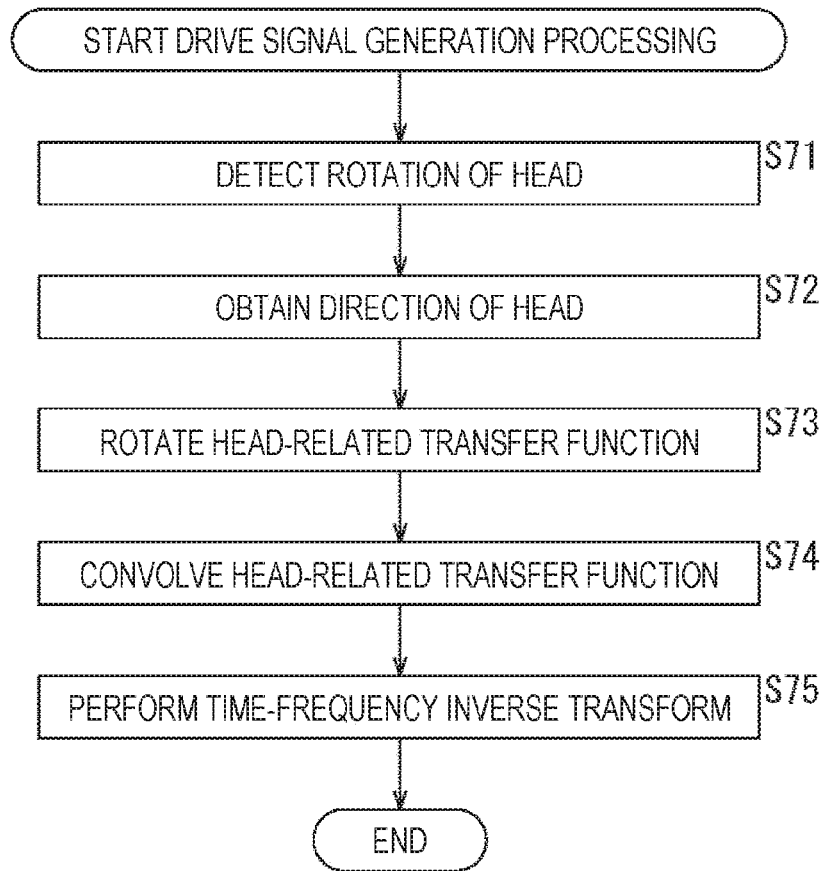 START DRIVE SIGNAL GENERATION PROCESSING
S71
DETECT ROTATION OF HEAD
S72
OBTAIN DIRECTION OF HEAD
S73
ROTATE HEAD-RELATED TRANSFER FUNCTION
S74
CONVOLVE HEAD-RELATED TRANSFER FUNCTION
S75
PERFORM TIME-FREQUENCY INVERSE TRANSFORM
END